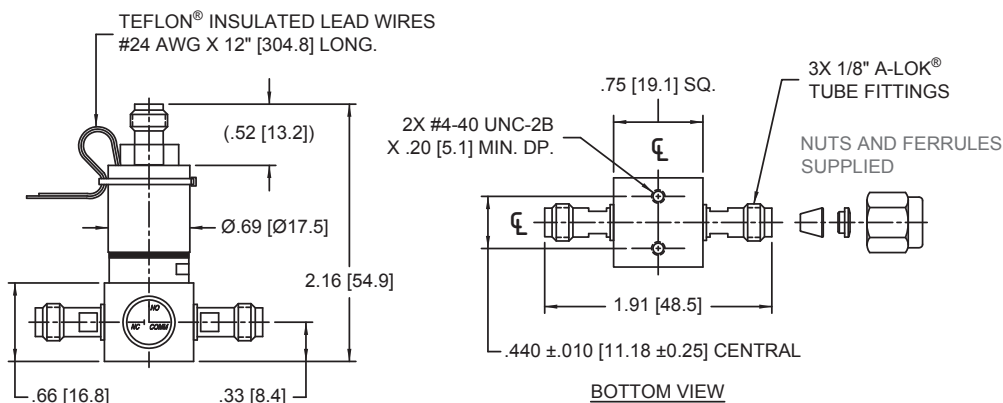 TEFLON® INSULATED LEAD WIRES
#24 AWG X 12" [304.8] LONG.
(.52 [13.2])
Ø.69 [Ø17.5]
2.16 [54.9]
NO
NC COMM
.66 [16.8]
.33 [8.4]
.75 [19.1] SQ.
2X #4-40 UNC-2B
X .20 [5.1] MIN. DP.
℄
℄
3X 1/8" A-LOK®
TUBE FITTINGS
NUTS AND FERRULES
SUPPLIED
1.91 [48.5]
.440 ±.010 [11.18 ±0.25] CENTRAL
BOTTOM VIEW